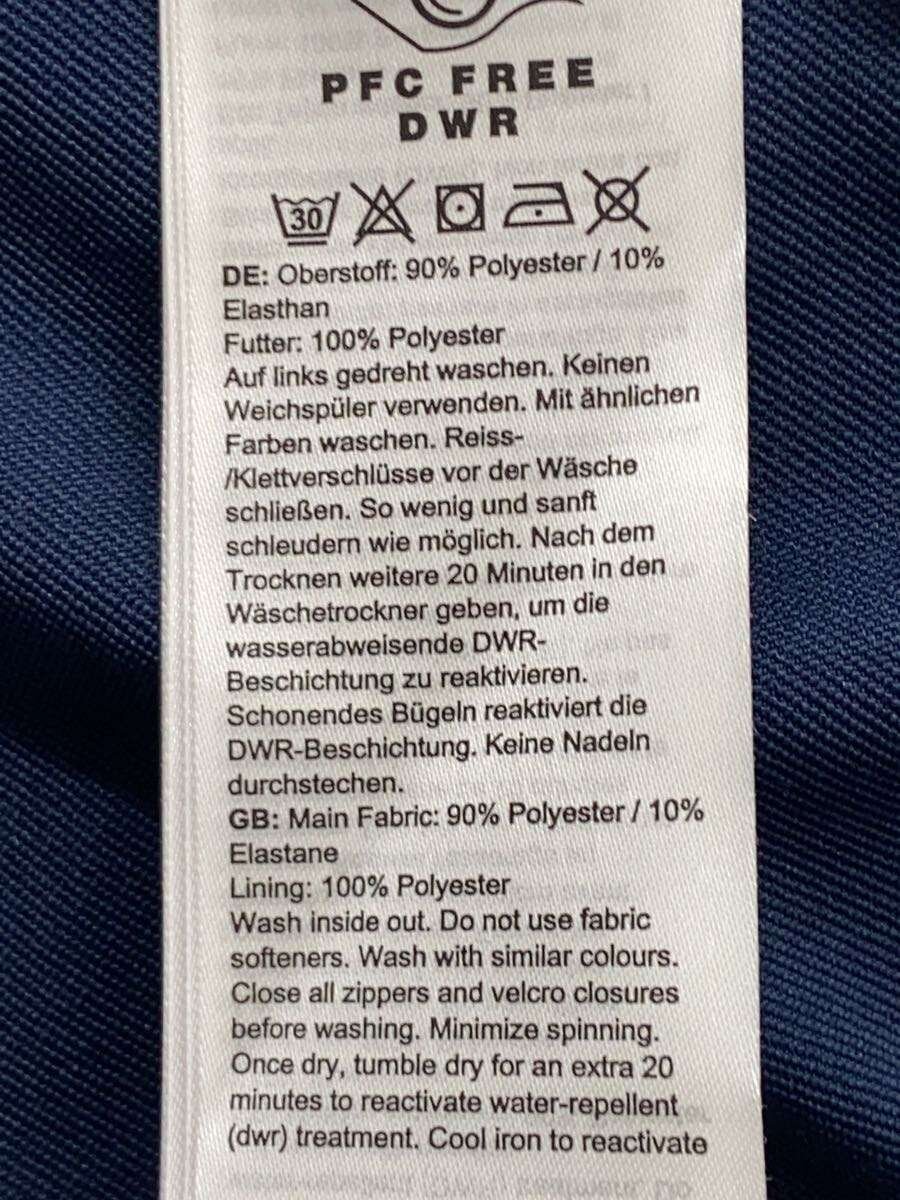 PFC FREE
DWR
30
DE: Oberstoff: 90% Polyester / 10%
Elasthan
Futter: 100% Polyester
Auf links gedreht waschen. Keinen
Weichspüler verwenden. Mit ähnlichen
Farben waschen. Reiss-
/Klettverschlüsse vor der Wäsche
schließen. So wenig und sanft
schleudern wie möglich. Nach dem
Trocknen weitere 20 Minuten in den
Wäschetrockner geben, um die
wasserabweisende DWR-
Beschichtung zu reaktivieren.
Schonendes Bügeln reaktiviert die
DWR-Beschichtung. Keine Nadeln
durchstechen.
GB: Main Fabric: 90% Polyester / 10%
Elastane
Lining: 100% Polyester
Wash inside out. Do not use fabric
softeners. Wash with similar colours.
Close all zippers and velcro closures
before washing. Minimize spinning.
Once dry, tumble dry for an extra 20
minutes to reactivate water-repellent
(dwr) treatment. Cool iron to reactivate